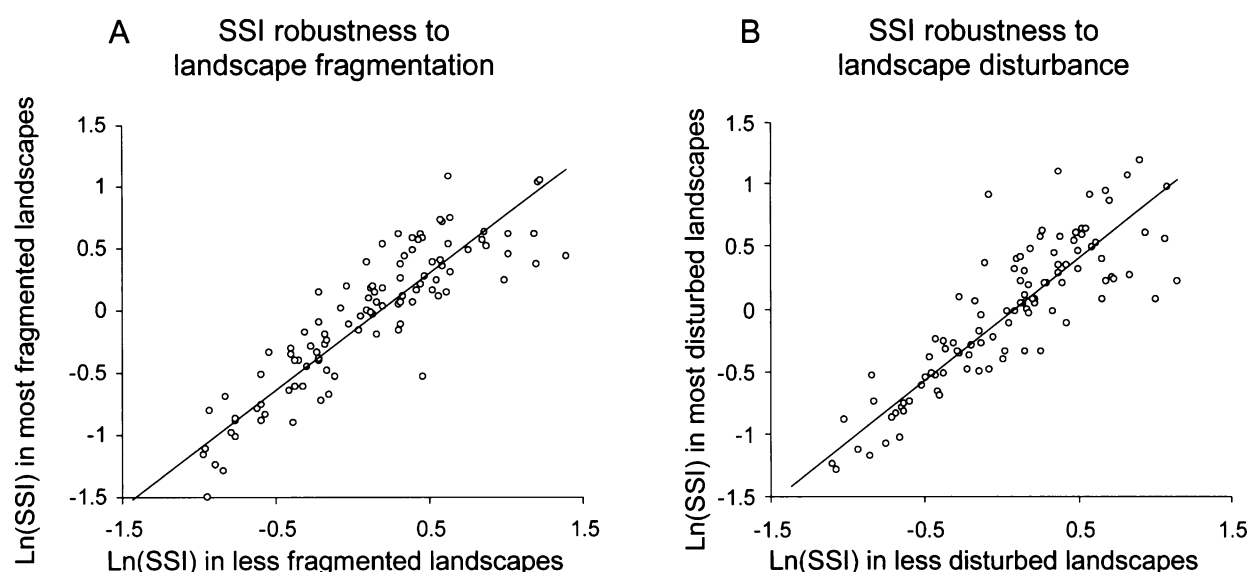 A
SSI robustness to
landscape fragmentation
Ln(SSI) in most fragmented landscapes
1.5
1
0.5
0
-0.5
-1
-1.5
-1.5
-0.5
0.5
1.5
Ln(SSI) in less fragmented landscapes
B
SSI robustness to
landscape disturbance
Ln(SSI) in most disturbed landscapes
1.5
1
0.5
0
-0.5
-1
-1.5
-1.5
-0.5
0.5
1.5
Ln(SSI) in less disturbed landscapes